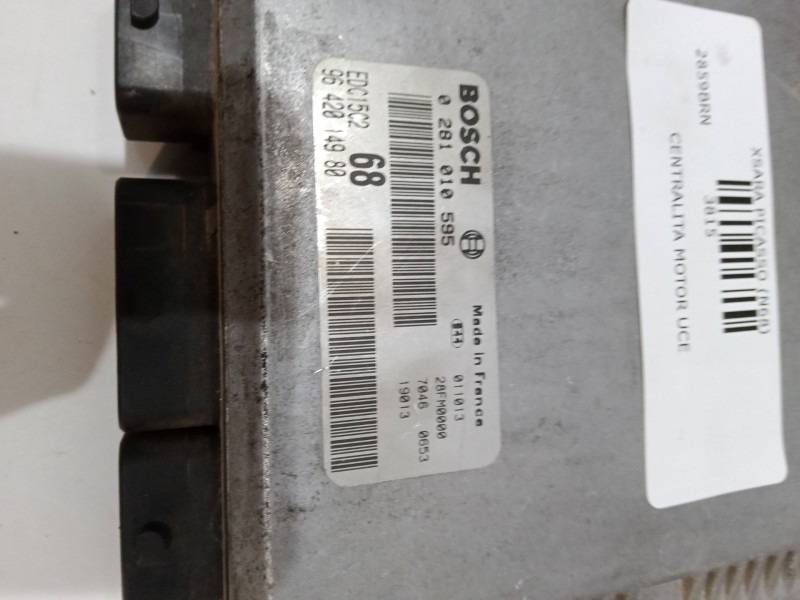 BOSCH
0 281 010 595
EDC15C2
68
96 420 149 80
Made in France
011013
28FM0000
7046 0653
19013
XSARA PICASSO (N68)
3815
2859BRN
CENTRALITA MOTOR UCE